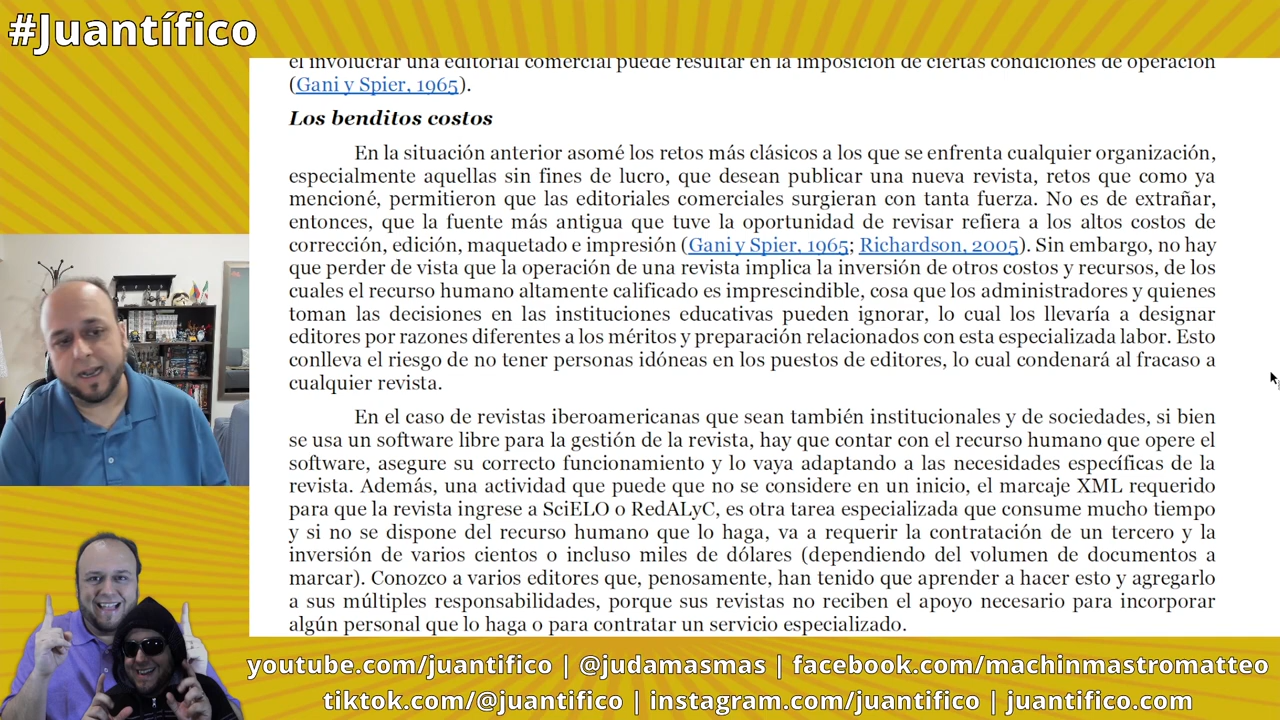 #Juantífico
el involucrar una editorial comercial puede resultar en la imposición de ciertas condiciones de operación
(Gani y Spier, 1965).
Los benditos costos
En la situación anterior asomé los retos más clásicos a los que se enfrenta cualquier organización,
especialmente aquellas sin fines de lucro, que desean publicar una nueva revista, retos que como ya
mencioné, permitieron que las editoriales comerciales surgieran con tanta fuerza. No es de extrañar,
entonces, que la fuente más antigua que tuve la oportunidad de revisar refiera a los altos costos de
corrección, edición, maquetado e impresión (Gani y Spier, 1965; Richardson, 2005). Sin embargo, no hay
que perder de vista que la operación de una revista implica la inversión de otros costos y recursos, de los
cuales el recurso humano altamente calificado es imprescindible, cosa que los administradores y quienes
toman las decisiones en las instituciones educativas pueden ignorar, lo cual los llevaría a designar
editores por razones diferentes a los méritos y preparación relacionados con esta especializada labor. Esto
conlleva el riesgo de no tener personas idóneas en los puestos de editores, lo cual condenará al fracaso a
cualquier revista.
En el caso de revistas iberoamericanas que sean también institucionales y de sociedades, si bien
se usa un software libre para la gestión de la revista, hay que contar con el recurso humano que opere el
software, asegure su correcto funcionamiento y lo vaya adaptando a las necesidades específicas de la
revista. Además, una actividad que puede que no se considere en un inicio, el marcaje XML requerido
para que la revista ingrese a SciELO o RedALyC, es otra tarea especializada que consume mucho tiempo
y si no se dispone del recurso humano que lo haga, va a requerir la contratación de un tercero y la
inversión de varios cientos o incluso miles de dólares (dependiendo del volumen de documentos a
marcar). Conozco a varios editores que, penosamente, han tenido que aprender a hacer esto y agregarlo
a sus múltiples responsabilidades, porque sus revistas no reciben el apoyo necesario para incorporar
algún personal que lo haga o para contratar un servicio especializado.
youtube.com/juantifico | @judamasmas | facebook.com/machinmastromatteo
tiktok.com/@juantifico | instagram.com/juantifico | juantifico.com